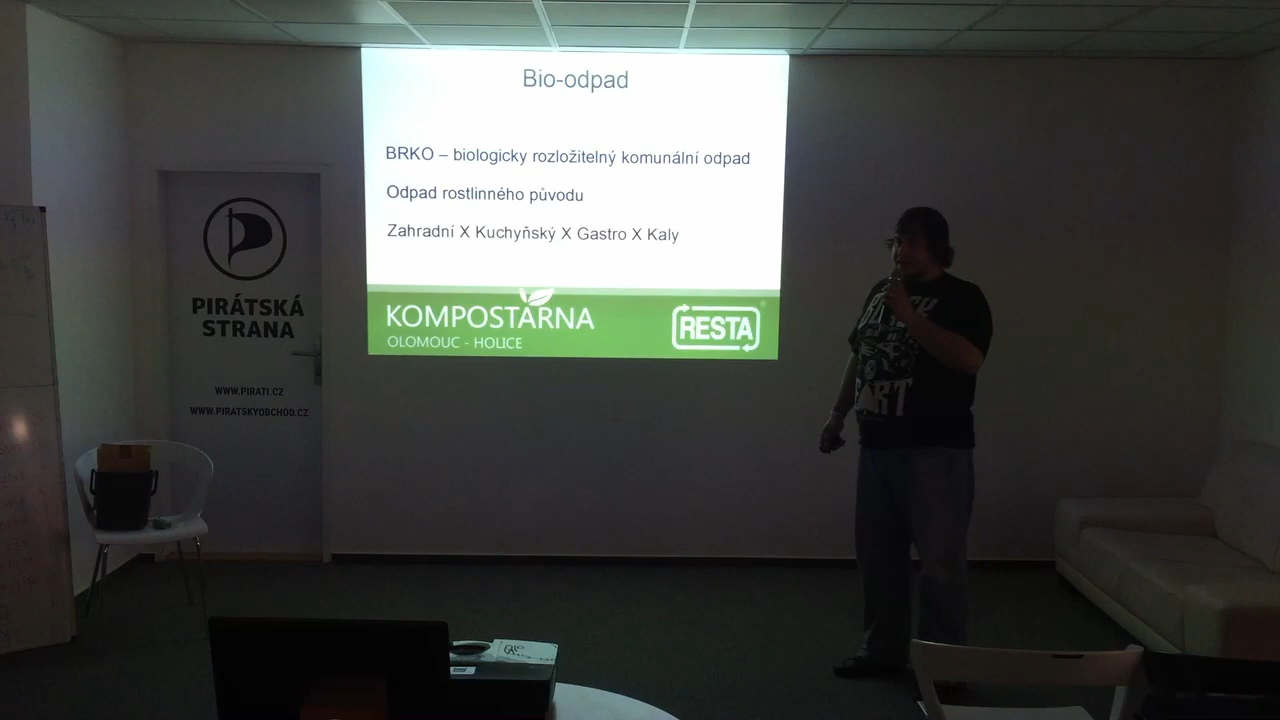 Bio-odpad
BRKO – biologicky rozložitelný komunální odpad
Odpad rostlinného původu
Zahradní X Kuchyňský X Gastro X Kaly
KOMPOSTÁRNA
OLOMOUC - HOLICE
RESTA
PIRÁTSKÁ
STRANA
WWW.PIRATI.CZ
WWW.PIRATSKYOBCHOD.CZ